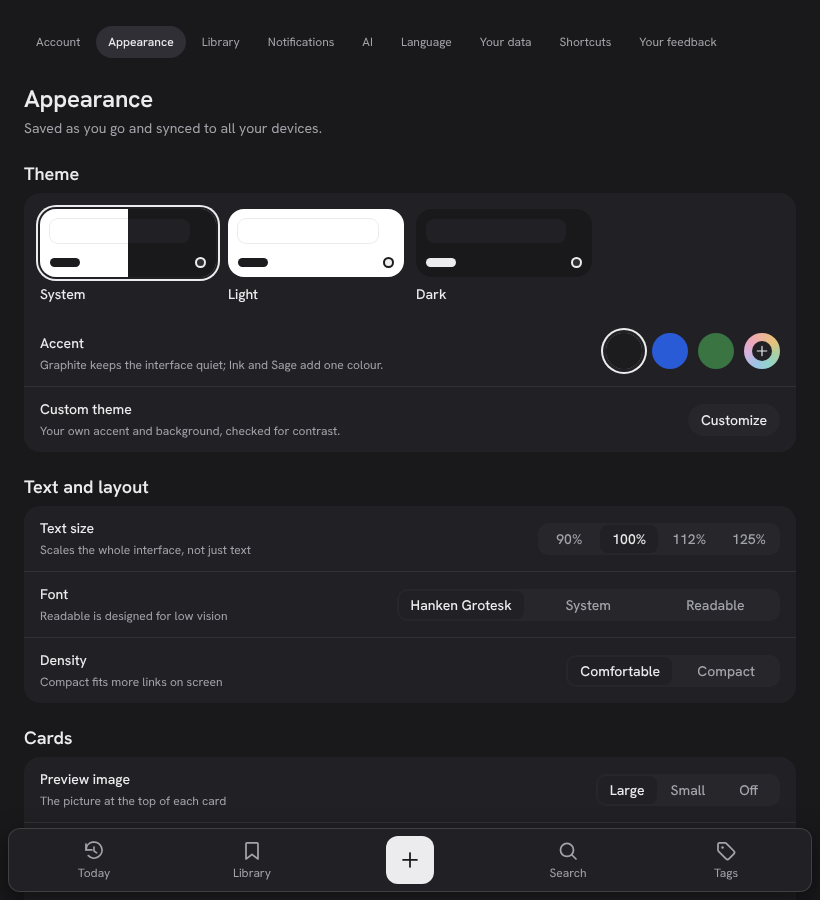 Account Appearance Library Notifications AI Language Your data Shortcuts Your feedback
Appearance
Saved as you go and synced to all your devices.
Theme
System Light Dark
Accent
Graphite keeps the interface quiet; Ink and Sage add one colour.
Custom theme
Your own accent and background, checked for contrast.
Customize
Text and layout
Text size
Scales the whole interface, not just text
90% 100% 112% 125%
Font
Readable is designed for low vision
Hanken Grotesk System Readable
Density
Compact fits more links on screen
Comfortable Compact
Cards
Preview image
The picture at the top of each card
Large Small Off
Today Library Search Tags